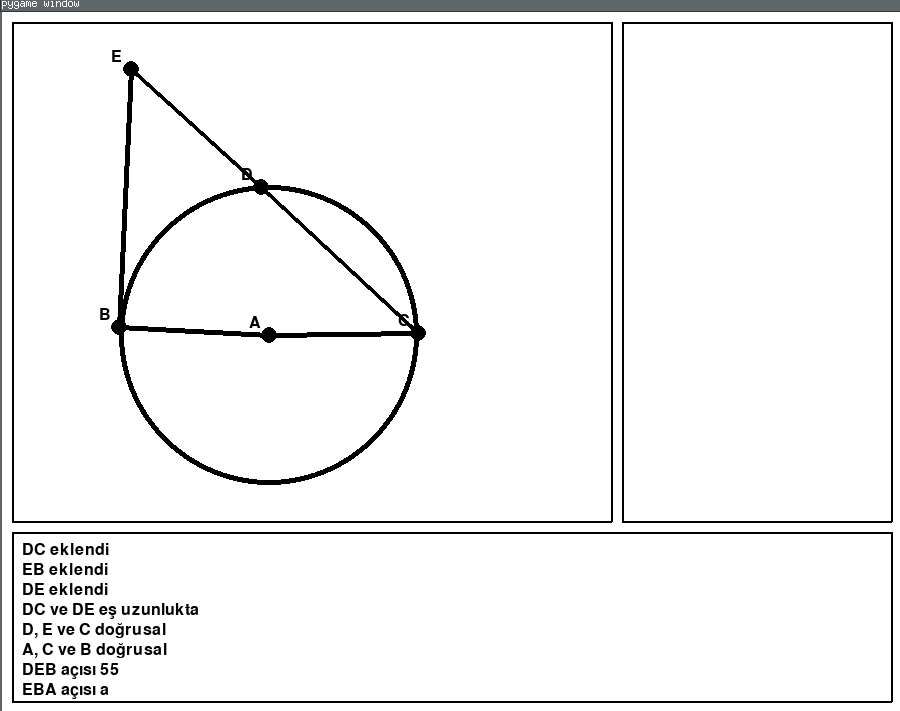 pygame window
E
D
B
A
C
DC eklendi
EB eklendi
DE eklendi
DC ve DE eş uzunlukta
D, E ve C doğrusal
A, C ve B doğrusal
DEB açısı 55
EBA açısı a